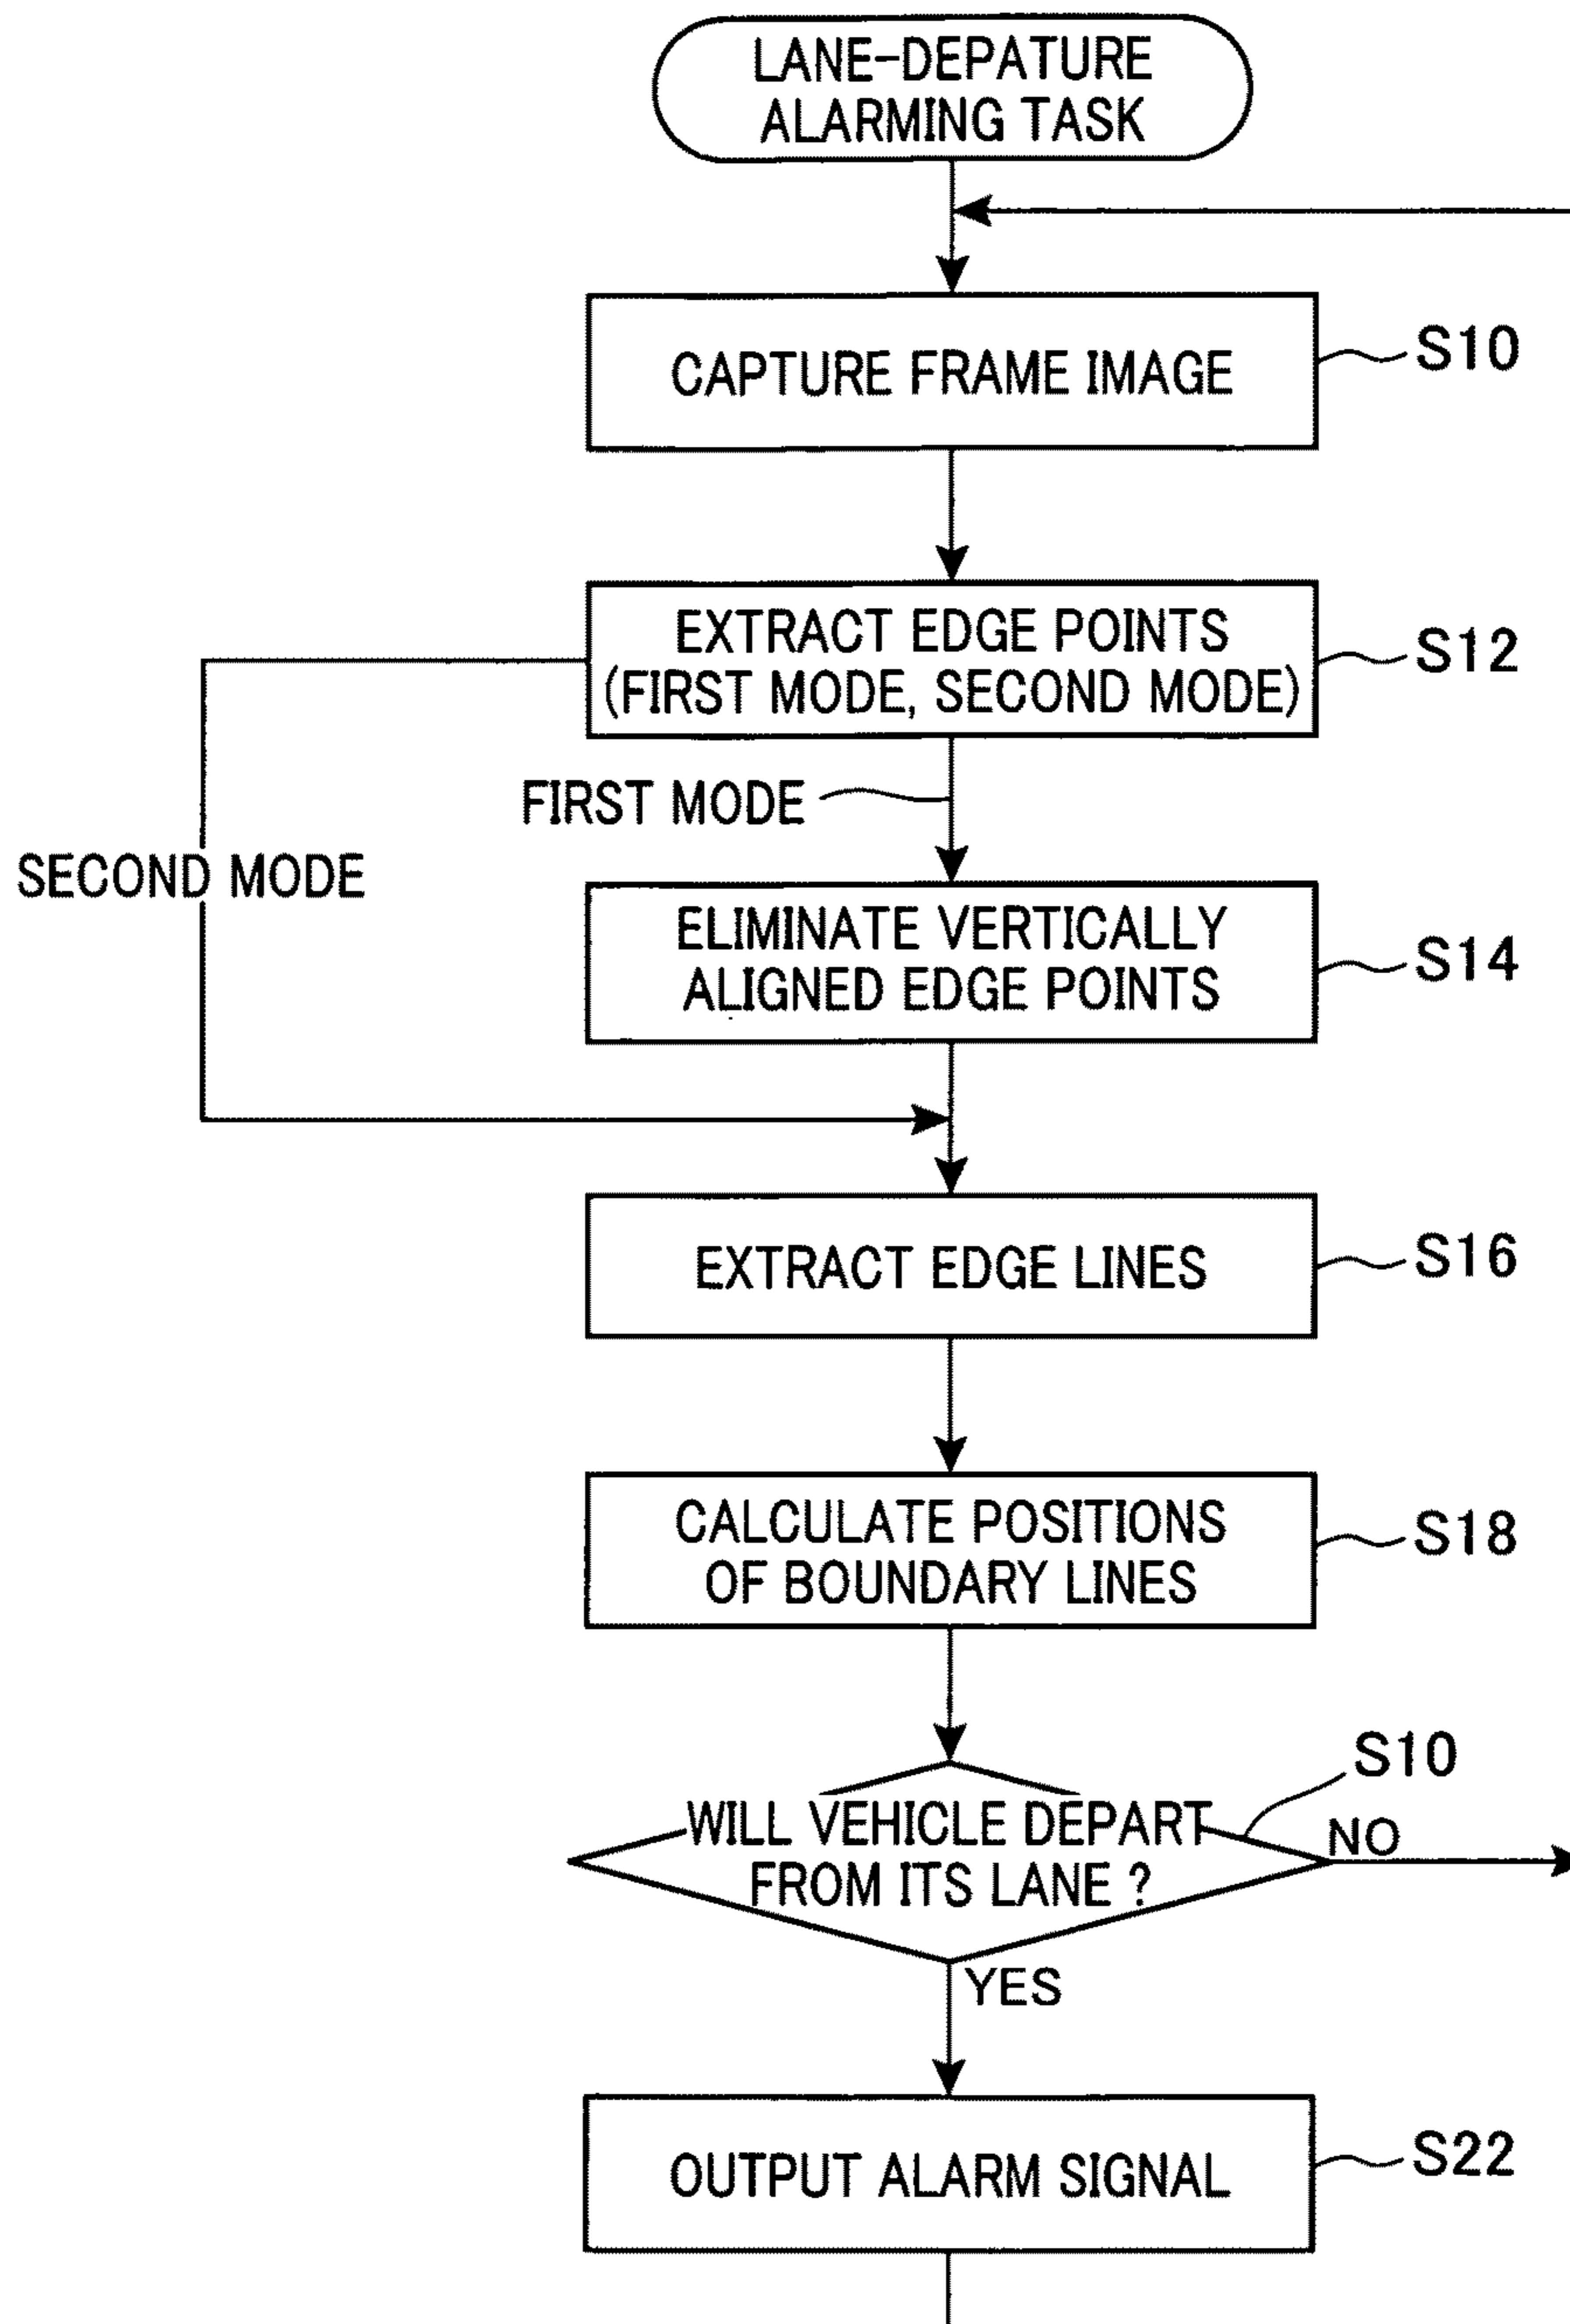 LANE-DEPATURE
ALARMING TASK
CAPTURE FRAME IMAGE
S10
EXTRACT EDGE POINTS
(FIRST MODE, SECOND MODE)
S12
FIRST MODE
SECOND MODE
ELIMINATE VERTICALLY
ALIGNED EDGE POINTS
S14
EXTRACT EDGE LINES
S16
CALCULATE POSITIONS
OF BOUNDARY LINES
S18
S10
WILL VEHICLE DEPART
FROM ITS LANE ?
NO
YES
OUTPUT ALARM SIGNAL
S22